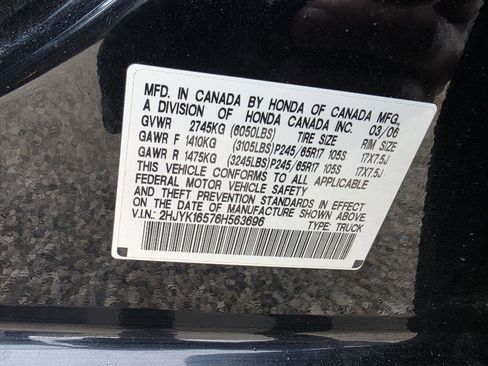 MFD. IN CANADA BY HONDA OF CANADA MFG.
A DIVISION OF HONDA CANADA INC. 03/06
GVWR 2745KG (6050LBS) TIRE SIZE RIM SIZE
GAWR F 1410KG (3105LBS)P245/65R17 105S 17X7.5J
GAWR R 1475KG (3245LBS)P245/65R17 105S 17X7.5J
THIS VEHICLE CONFORMS TO ALL APPLICABLE
FEDERAL MOTOR VEHICLE SAFETY
AND THEFT PREVENTION STANDARDS IN EFFECT
ON THE DATE OF MANUFACTURE SHOWN ABOVE.
V.I.N.: 2HJYK16576H563696 TYPE: TRUCK